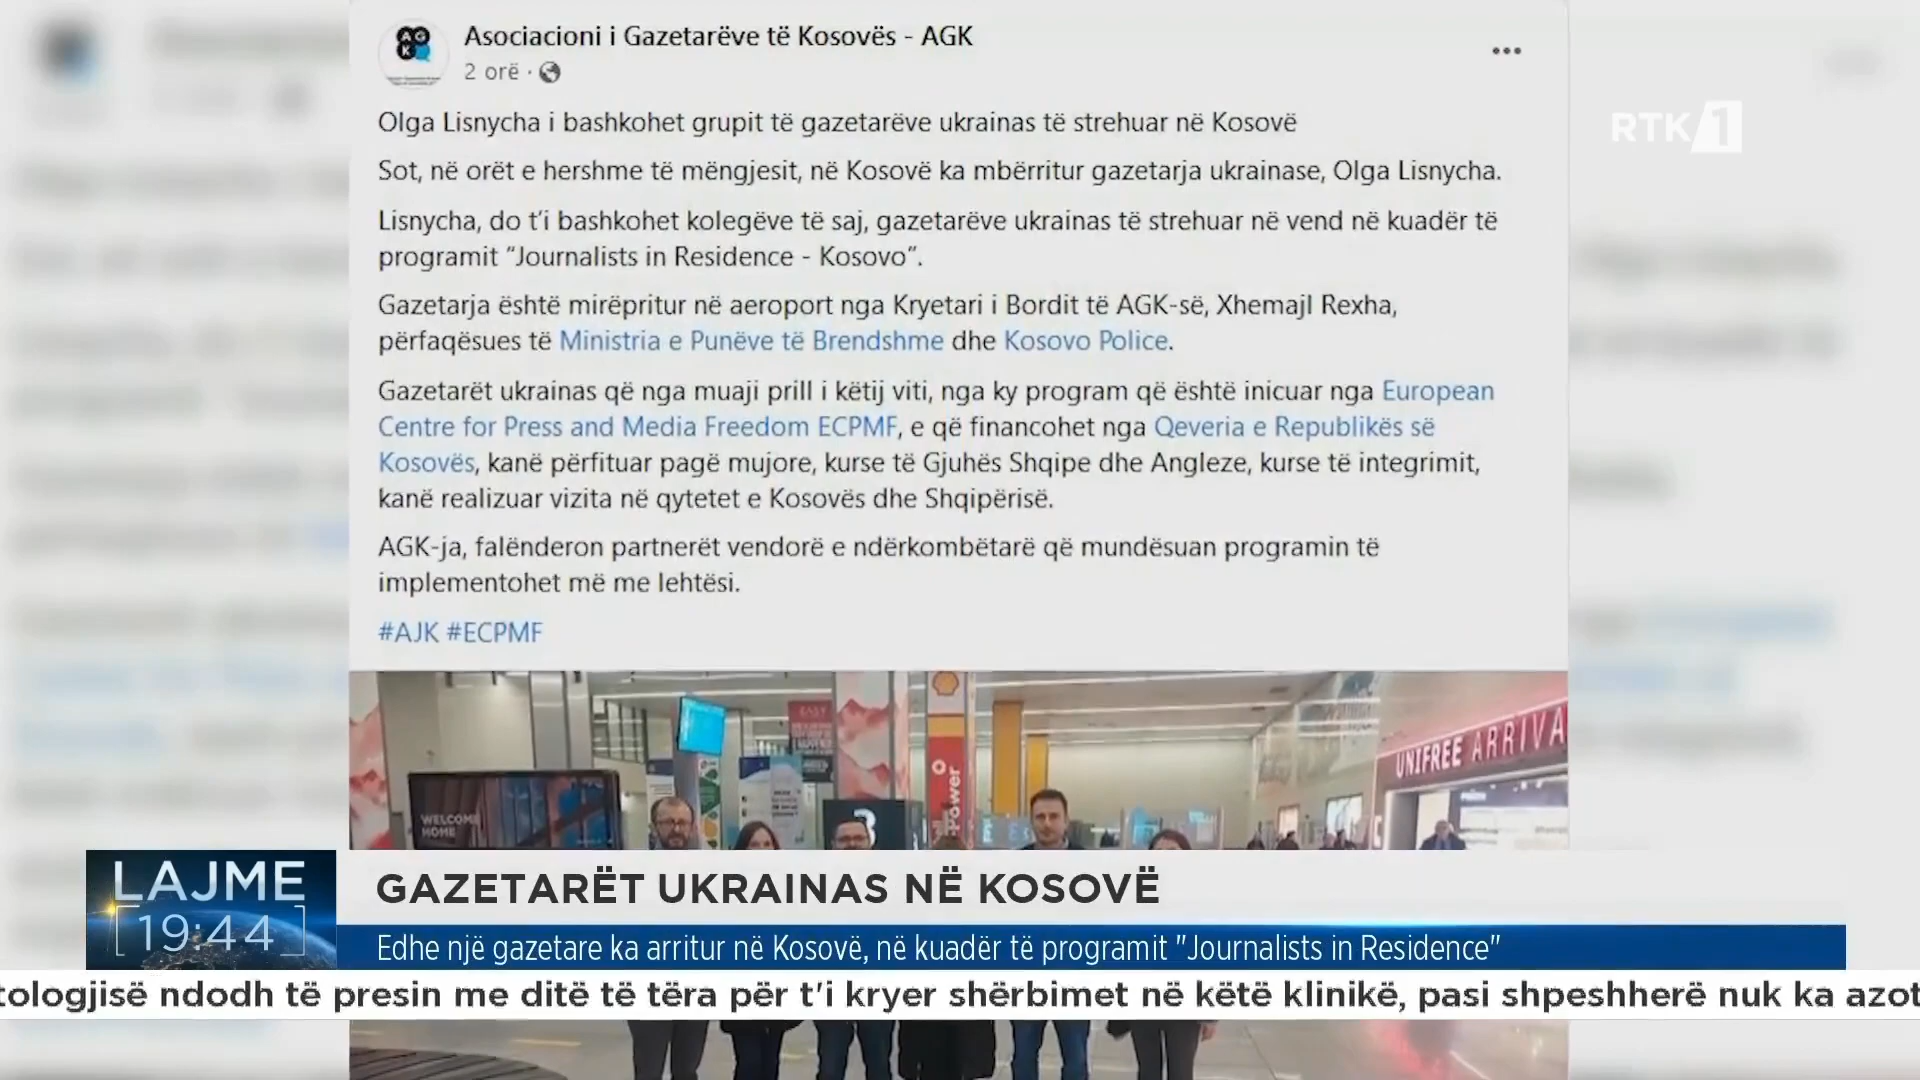 Asociacioni i Gazetarëve të Kosovës - AGK
2 orë
Olga Lisnycha i bashkohet grupit të gazetarëve ukrainas të strehuar në Kosovë
Sot, në orët e hershme të mëngjesit, në Kosovë ka mbërritur gazetarja ukrainase, Olga Lisnycha.
Lisnycha, do t'i bashkohet kolegëve të saj, gazetarëve ukrainas të strehuar në vend në kuadër të
programit "Journalists in Residence - Kosovo".
Gazetarja është mirëpritur në aeroport nga Kryetari i Bordit të AGK-së, Xhemajl Rexha,
përfaqësues të Ministria e Punëve të Brendshme dhe Kosovo Police.
Gazetarët ukrainas që nga muaji prill i këtij viti, nga ky program që është inicuar nga European
Centre for Press and Media Freedom ECPMF, e që financohet nga Qeveria e Republikës së
Kosovës, kanë përfituar pagë mujore, kurse të Gjuhës Shqipe dhe Angleze, kurse të integrimit,
kanë realizuar vizita në qytetet e Kosovës dhe Shqipërisë.
AGK-ja, falënderon partnerët vendorë e ndërkombëtarë që mundësuan programin të
implementohet më me lehtësi.
#AJK #ECPMF
RTK 1
WELCOME
HOME
EASY
3
Power
UNIFREE ARRIVA
LAJME
19:44
GAZETARËT UKRAINAS NË KOSOVË
Edhe një gazetare ka arritur në Kosovë, në kuadër të programit "Journalists in Residence"
tologjisë ndodh të presin me ditë të tëra për t'i kryer shërbimet në këtë klinikë, pasi shpeshherë nuk ka azot